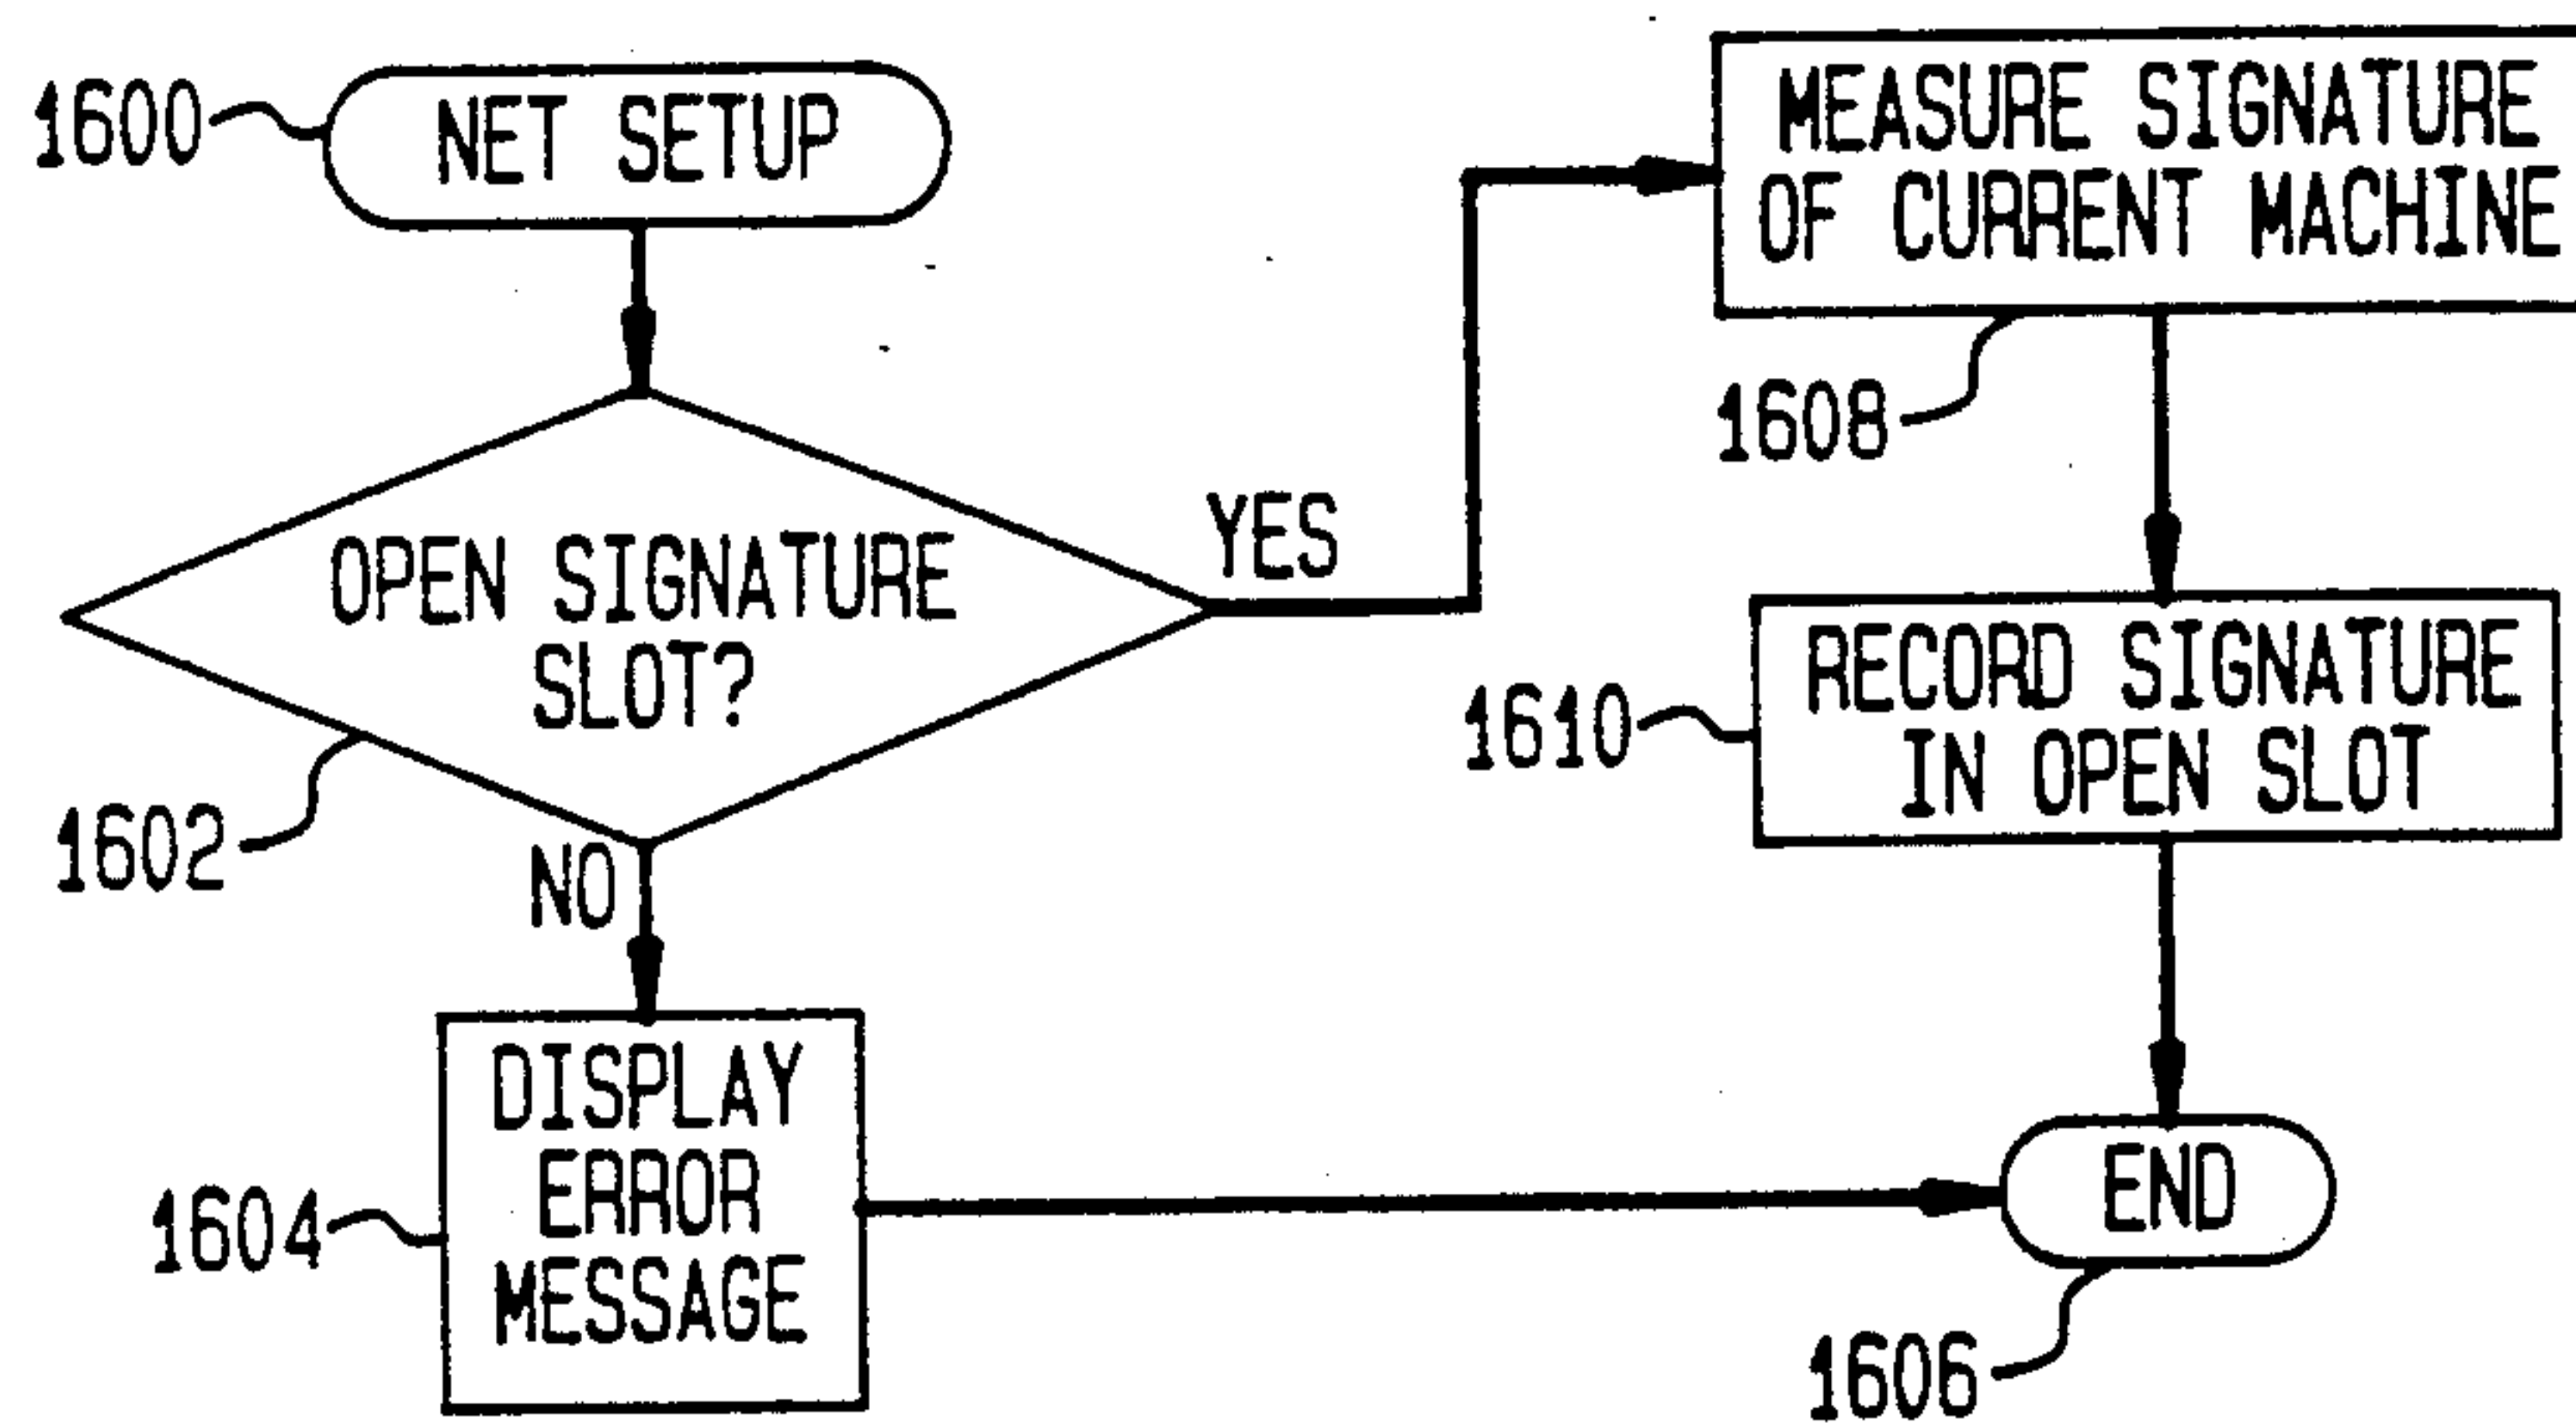 1600
NET SETUP
OPEN SIGNATURE
SLOT?
1602
YES
NO
DISPLAY
ERROR
MESSAGE
1604
MEASURE SIGNATURE
OF CURRENT MACHINE
1608
RECORD SIGNATURE
IN OPEN SLOT
1610
END
1606